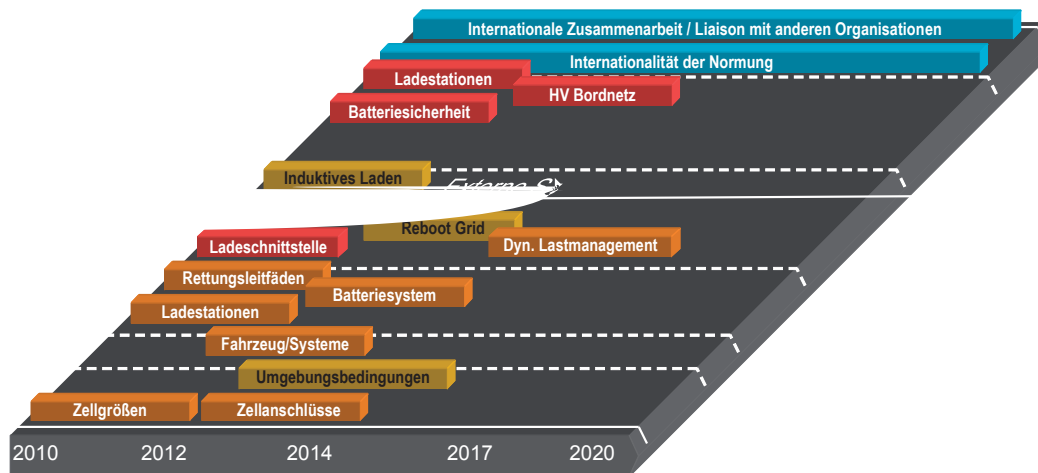 Internationale Zusammenarbeit / Liaison mit anderen Organisationen
Internationalität der Normung
Ladestationen
HV Bordnetz
Batteriesicherheit
Induktives Laden
Reboot Grid
Ladeschnittstelle
Dyn. Lastmanagement
Rettungsleitfäden
Batteriesystem
Ladestationen
Fahrzeug/Systeme
Umgebungsbedingungen
Zellgrößen
Zellanschlüsse
2010
2012
2014
2017
2020